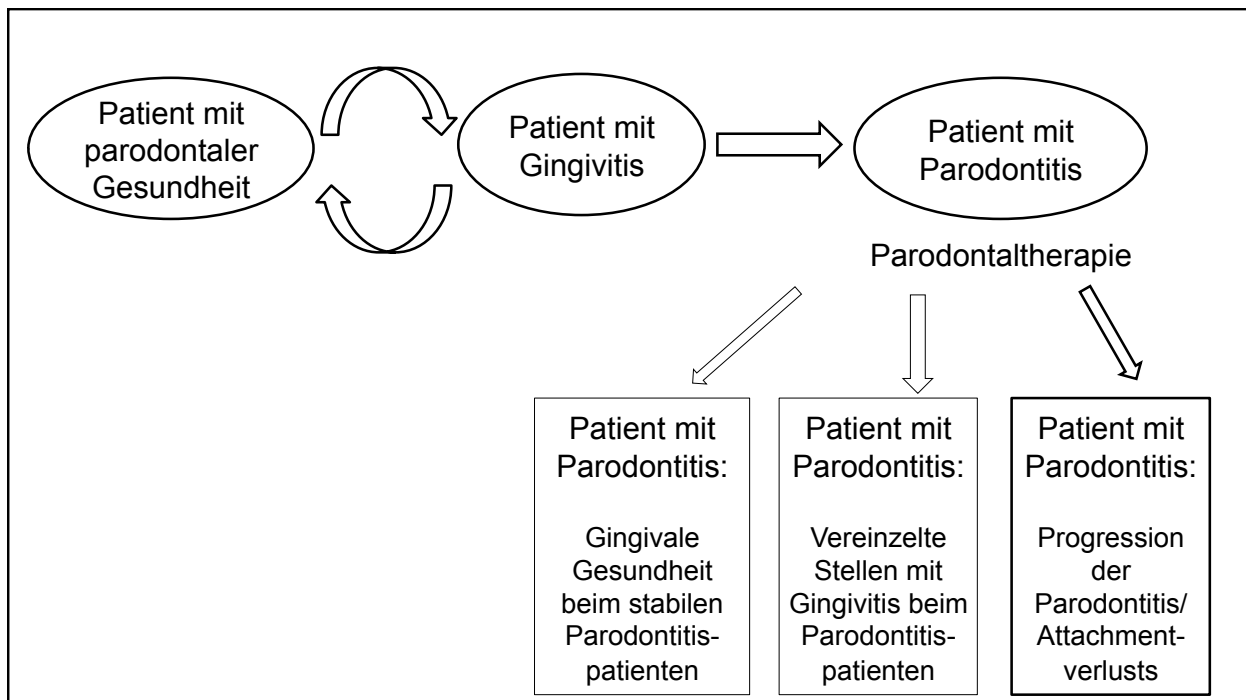 Patient mit
parodontaler
Gesundheit
Patient mit
Gingivitis
Patient mit
Parodontitis
Parodontaltherapie
Patient mit
Parodontitis:
Gingivale
Gesundheit
beim stabilen
Parodontitis-
patienten
Patient mit
Parodontitis:
Vereinzelte
Stellen mit
Gingivitis beim
Parodontitis-
patienten
Patient mit
Parodontitis:
Progression
der
Parodontitis/
Attachment-
verlusts